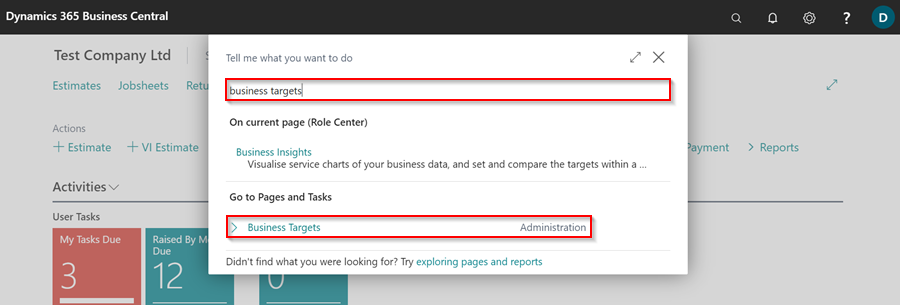 Dynamics 365 Business Central
?
D
Test Company Ltd
Tell me what you want to do
business targets
Estimates Jobsheets
On current page (Role Center)
Business Insights
Visualise service charts of your business data, and set and compare the targets within a ...
Actions
+ Estimate + VI Estimate
Payment > Reports
Go to Pages and Tasks
Business Targets Administration
Activities
User Tasks
Didn't find what you were looking for? Try exploring pages and reports
My Tasks Due
3
Raised By
Due
12
0